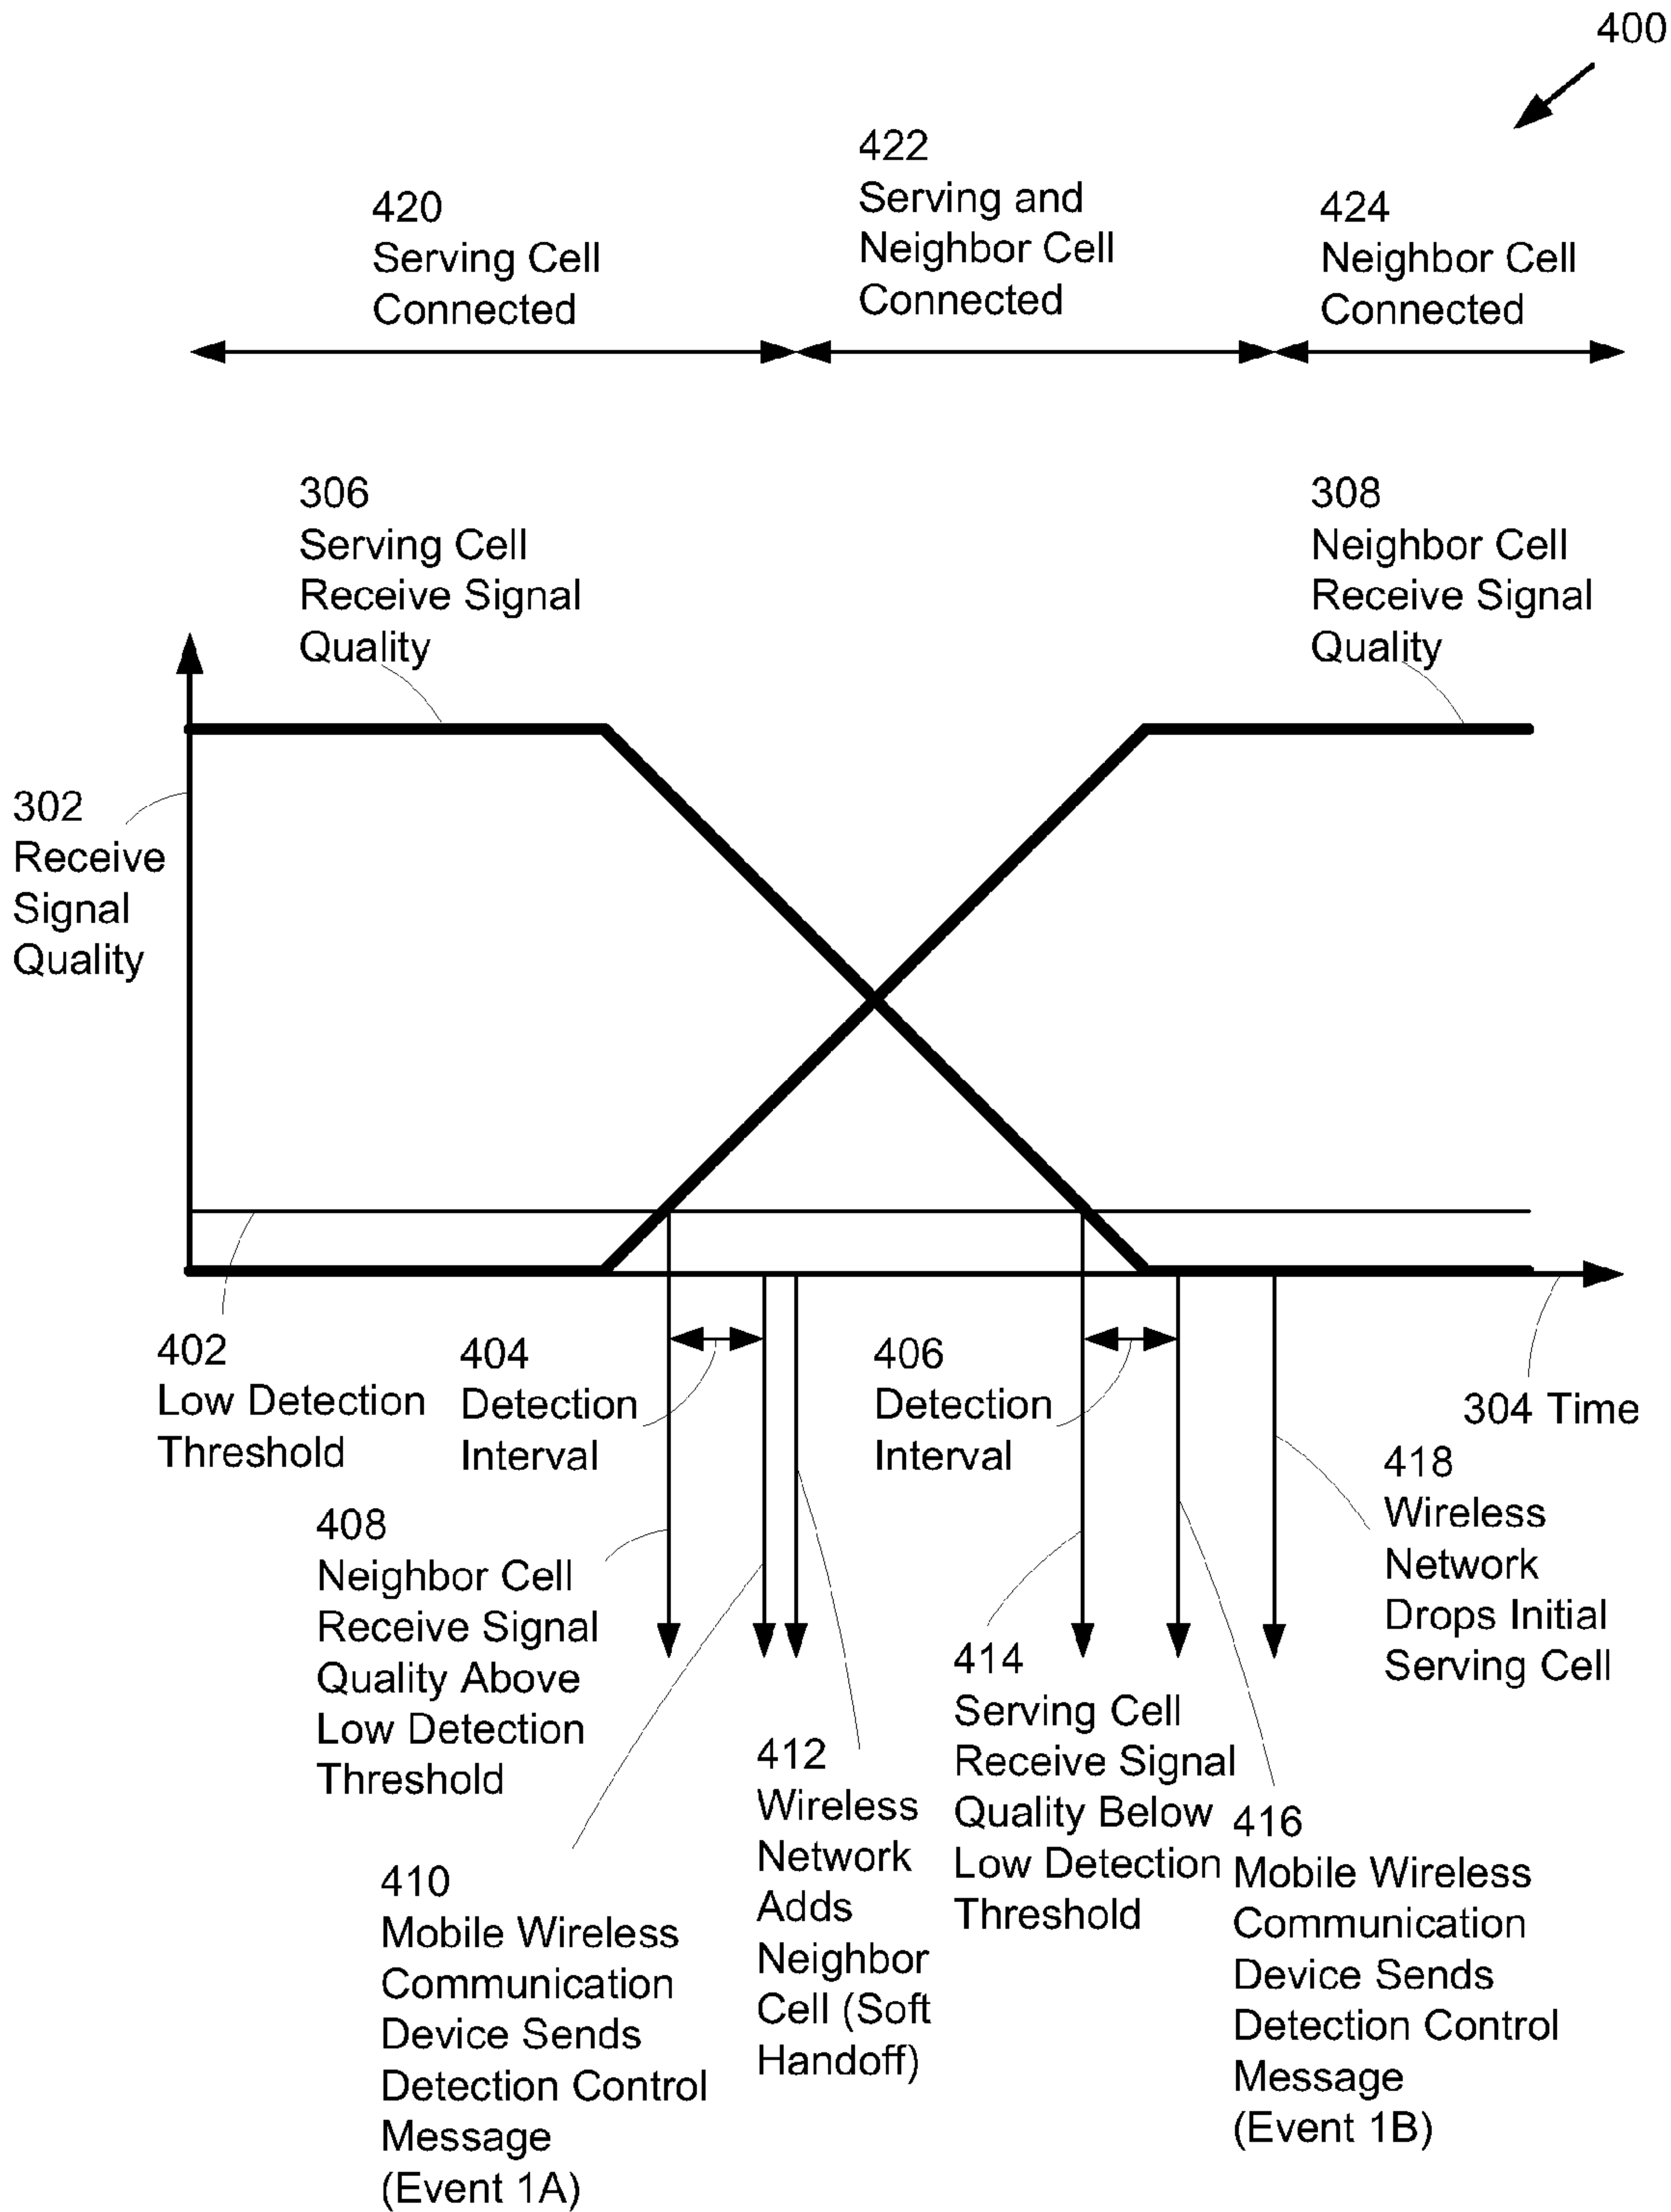 400
420
Serving Cell
Connected
422
Serving and
Neighbor Cell
Connected
424
Neighbor Cell
Connected
306
Serving Cell
Receive Signal
Quality
308
Neighbor Cell
Receive Signal
Quality
302
Receive
Signal
Quality
402
Low Detection
Threshold
404
Detection
Interval
406
Detection
Interval
304 Time
408
Neighbor Cell
Receive Signal
Quality Above
Low Detection
Threshold
410
Mobile Wireless
Communication
Device Sends
Detection Control
Message
(Event 1A)
412
Wireless
Network
Adds
Neighbor
Cell (Soft
Handoff)
414
Serving Cell
Receive Signal
Quality Below
Low Detection
Threshold
416
Mobile Wireless
Communication
Device Sends
Detection Control
Message
(Event 1B)
418
Wireless
Network
Drops Initial
Serving Cell